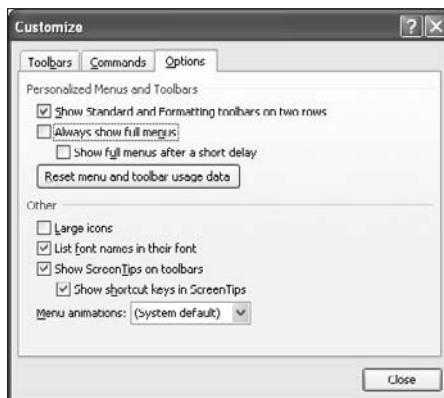 Customize
Toolbars Commands Options
Personalized Menus and Toolbars
Show Standard and Formatting toolbars on two rows
Always show full menus
Show full menus after a short delay
Reset menu and toolbar usage data
Other
Large icons
List font names in their font
Show ScreenTips on toolbars
Show shortcut keys in ScreenTips
Menu animations: (System default)
Close